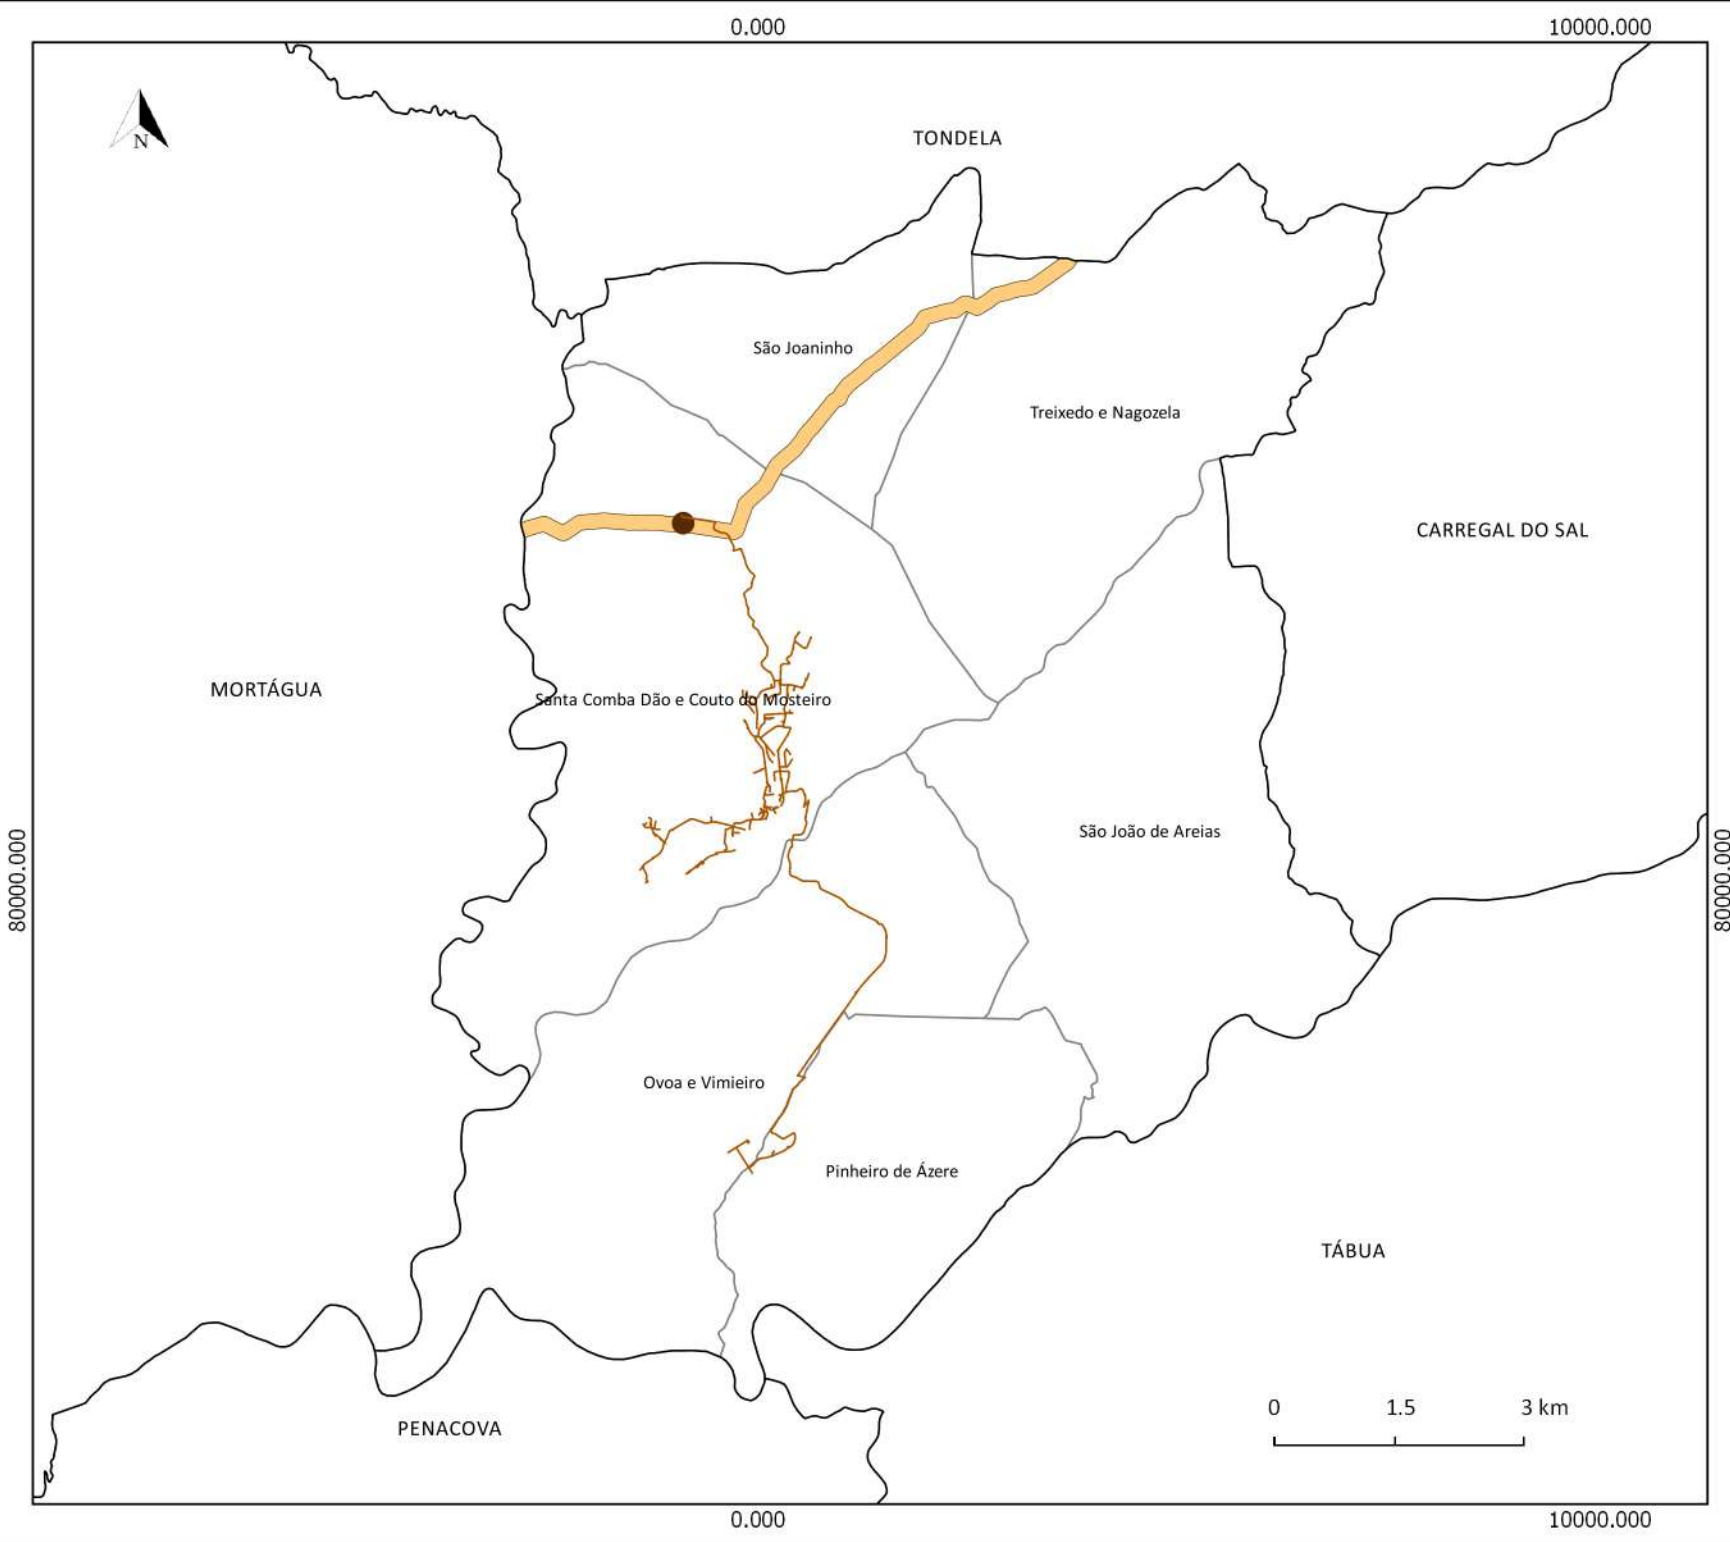 0.000
10000.000
N
TONDELA
São Joaninho
Treixedo e Nagozela
CARREGAL DO SAL
MORTÁGUA
Santa Comba Dão e Couto do Mosteiro
São João de Areias
80000.000
80000.000
Ovoa e Vimieiro
Pinheiro de Ázere
TÁBUA
PENACOVA
0
1.5
3 km
0.000
10000.000